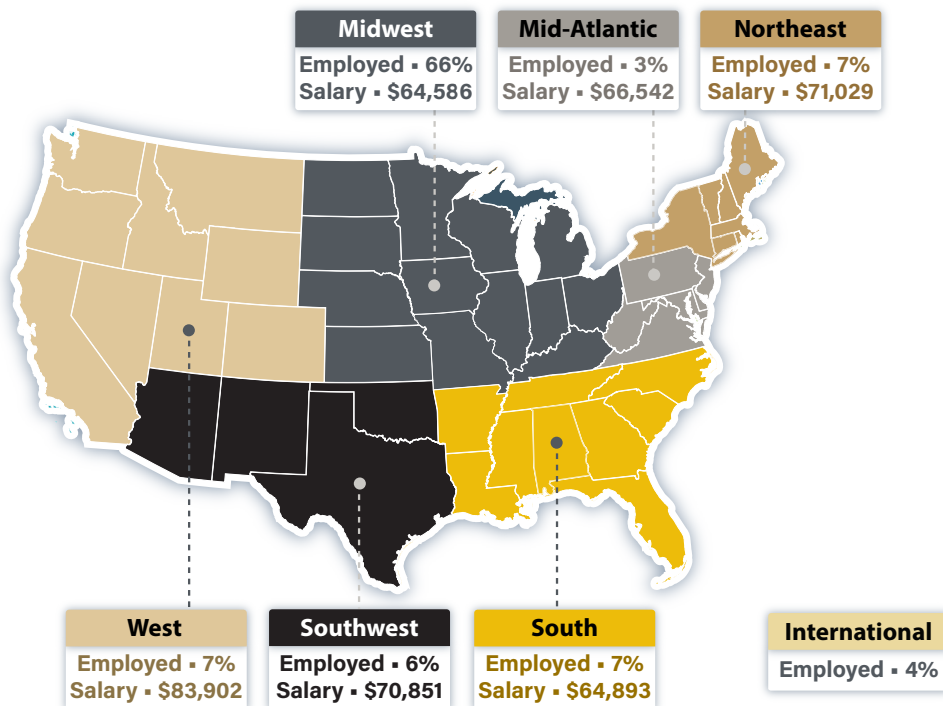 Midwest
Employed ▪ 66%
Salary ▪ $64,586
Mid-Atlantic
Employed ▪ 3%
Salary ▪ $66,542
Northeast
Employed ▪ 7%
Salary ▪ $71,029
West
Employed ▪ 7%
Salary ▪ $83,902
Southwest
Employed ▪ 6%
Salary ▪ $70,851
South
Employed ▪ 7%
Salary ▪ $64,893
International
Employed ▪ 4%